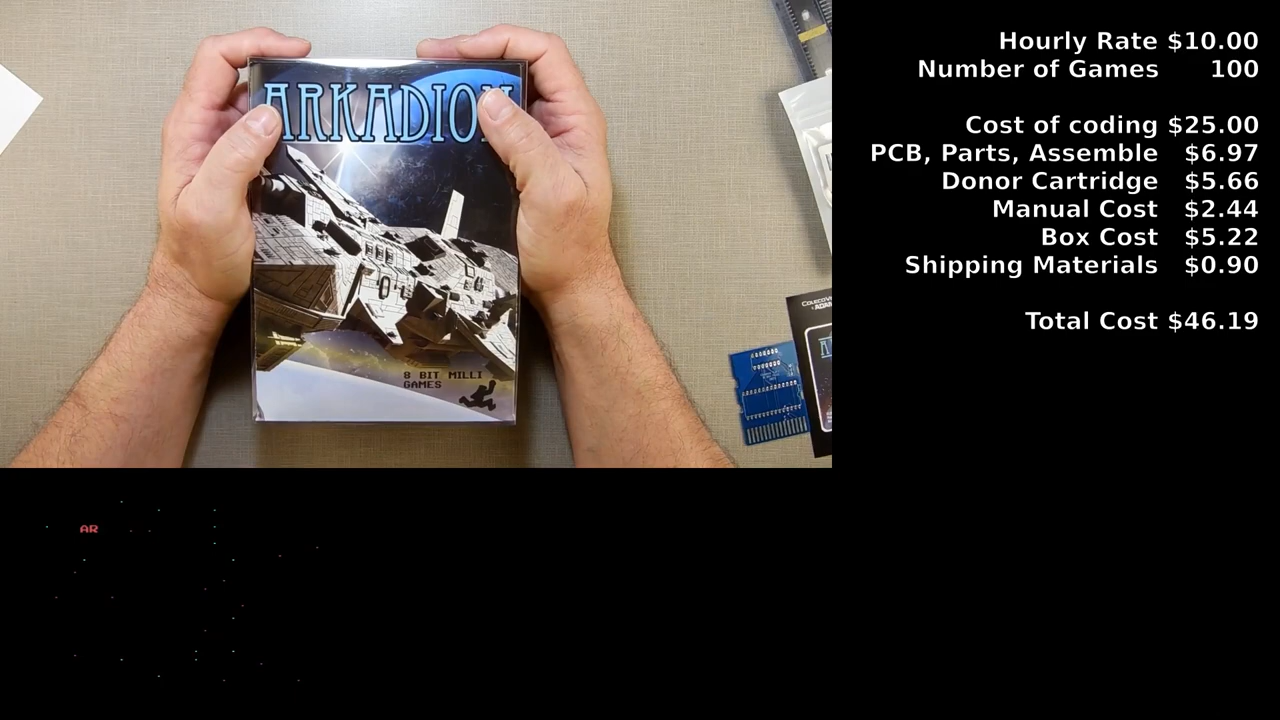 ARKADION
8 BIT MILLI
GAMES
Hourly Rate $10.00
Number of Games 100
Cost of coding $25.00
PCB, Parts, Assemble $6.97
Donor Cartridge $5.66
Manual Cost $2.44
Box Cost $5.22
Shipping Materials $0.90
Total Cost $46.19
AR